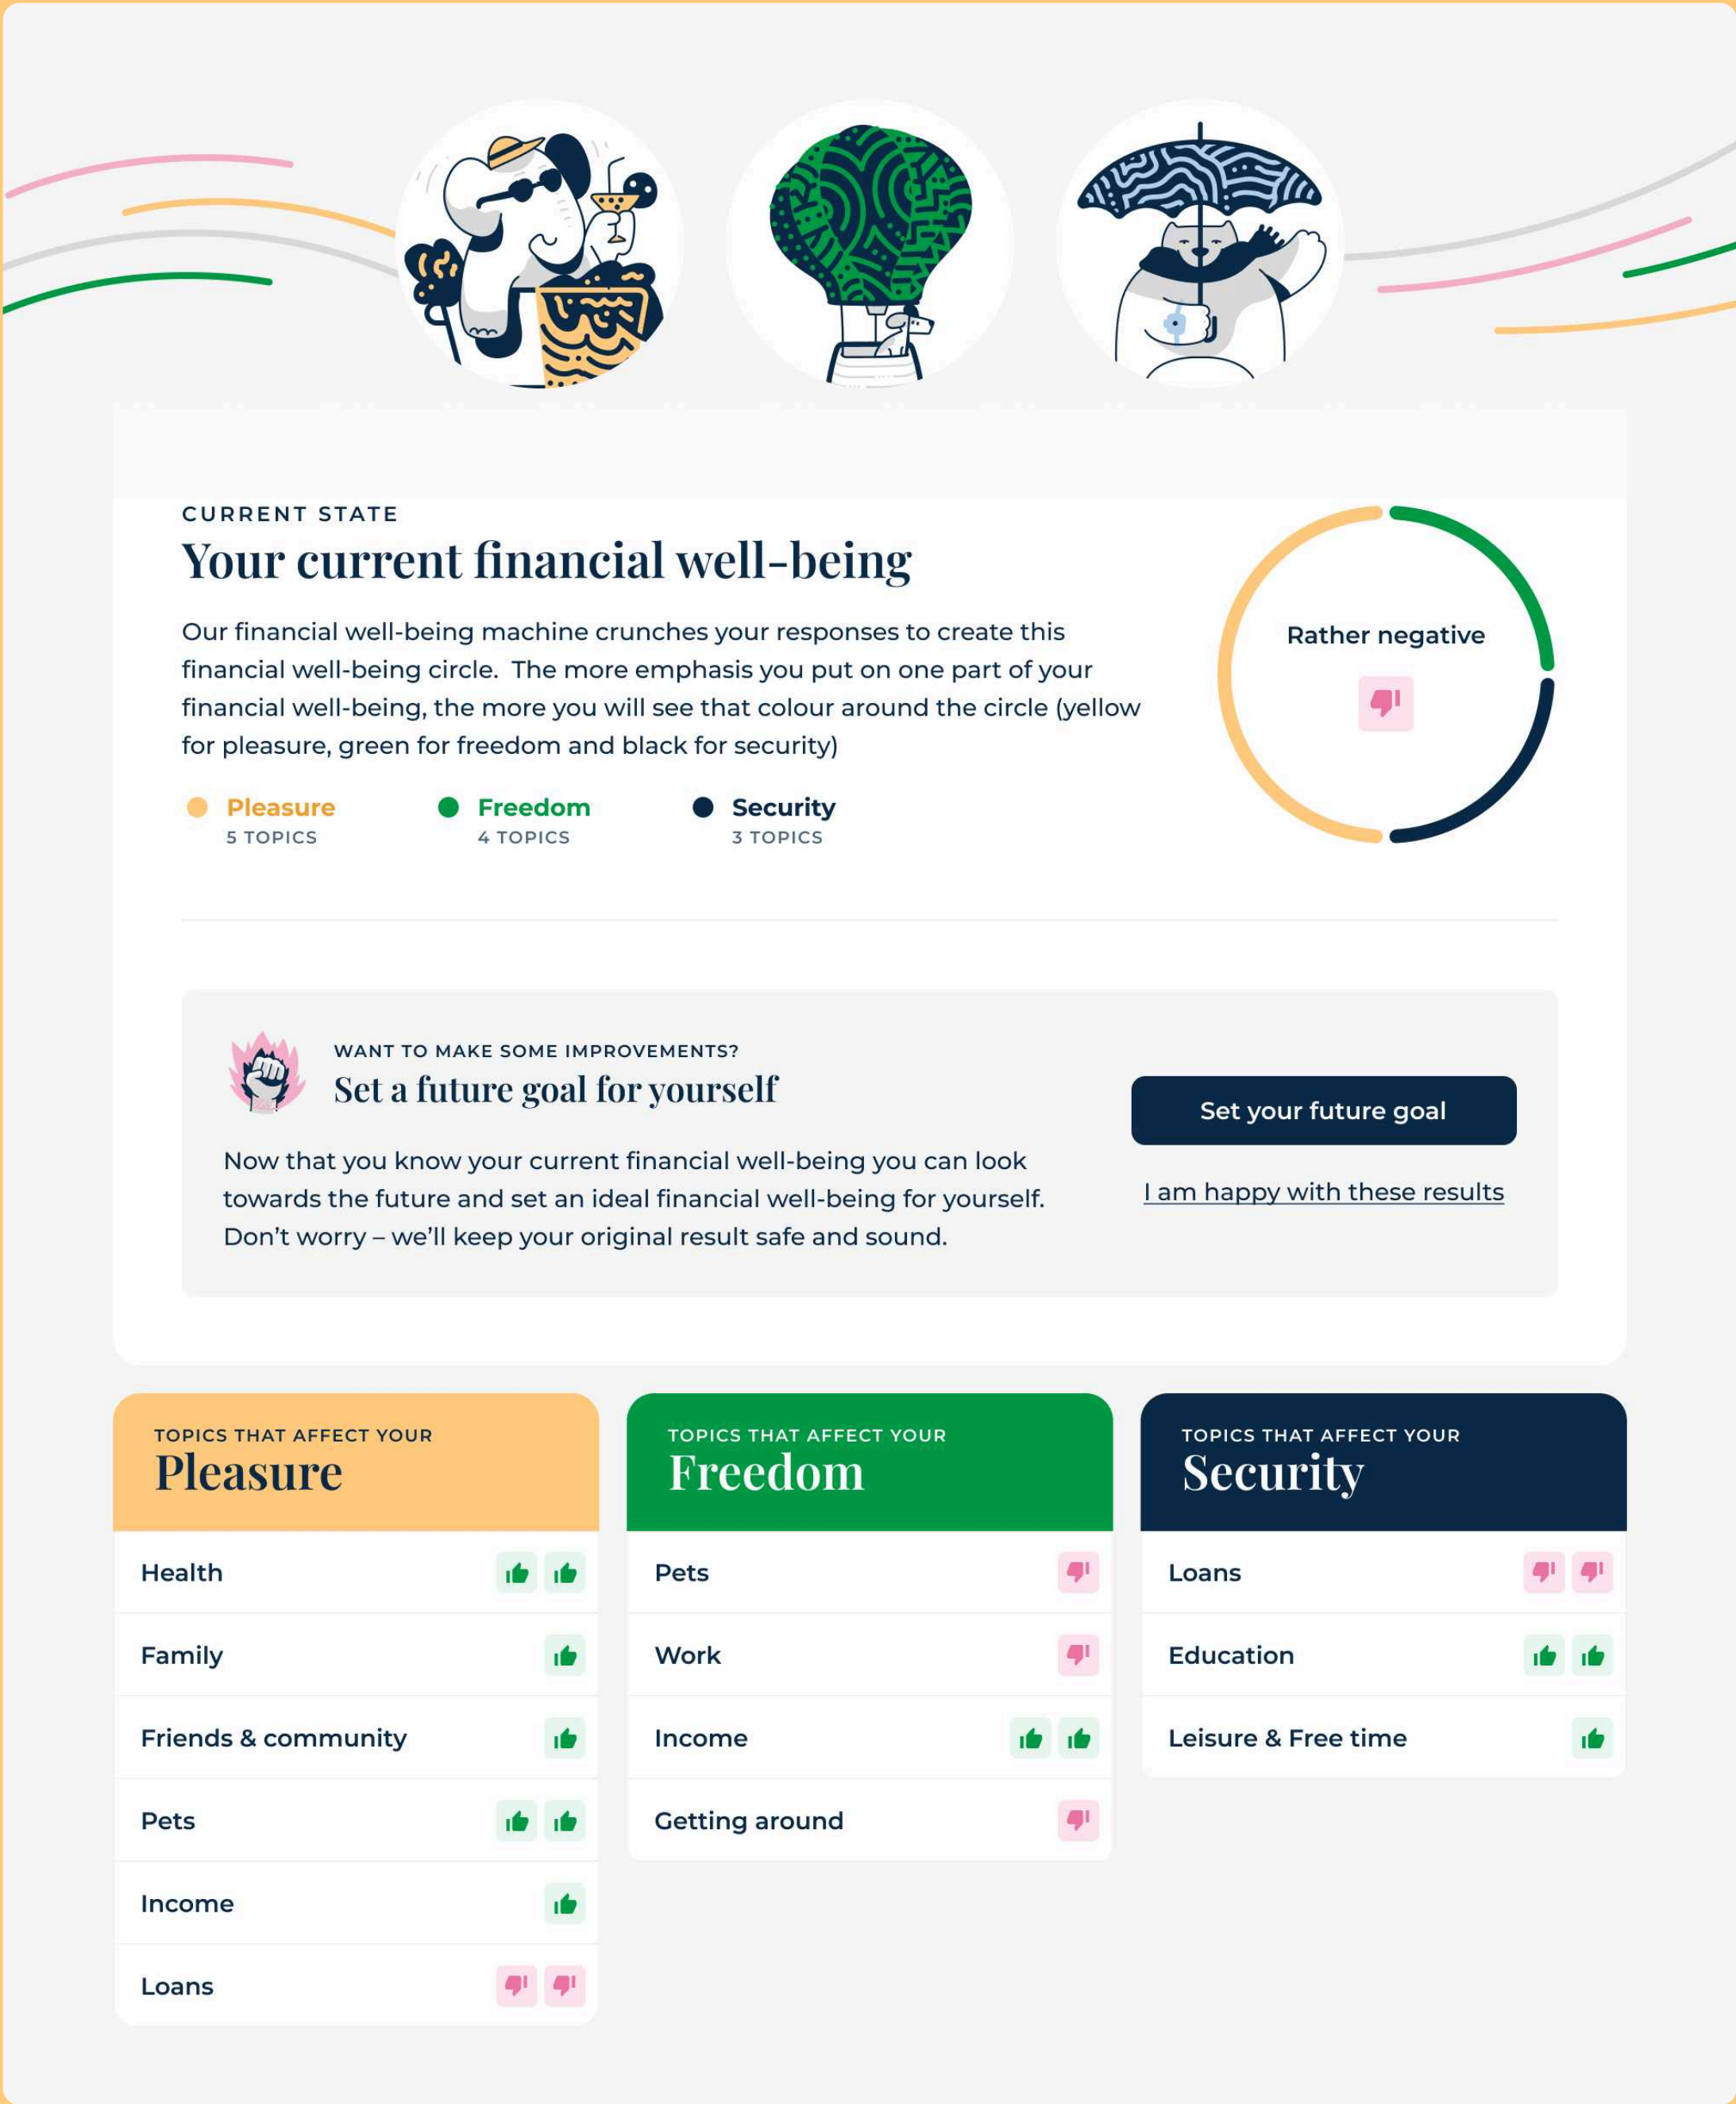 CURRENT STATE
Your current financial well-being
Our financial well-being machine crunches your responses to create this
financial well-being circle. The more emphasis you put on one part of your
financial well-being, the more you will see that colour around the circle (yellow
for pleasure, green for freedom and black for security)
Pleasure
5 TOPICS
Freedom
4 TOPICS
Security
3 TOPICS
Rather negative
WANT TO MAKE SOME IMPROVEMENTS?
Set a future goal for yourself
Now that you know your current financial well-being you can look
towards the future and set an ideal financial well-being for yourself.
Don't worry – we'll keep your original result safe and sound.
Set your future goal
I am happy with these results
TOPICS THAT AFFECT YOUR
Pleasure
Health
Family
Friends & community
Pets
Income
Loans
TOPICS THAT AFFECT YOUR
Freedom
Pets
Work
Income
Getting around
TOPICS THAT AFFECT YOUR
Security
Loans
Education
Leisure & Free time